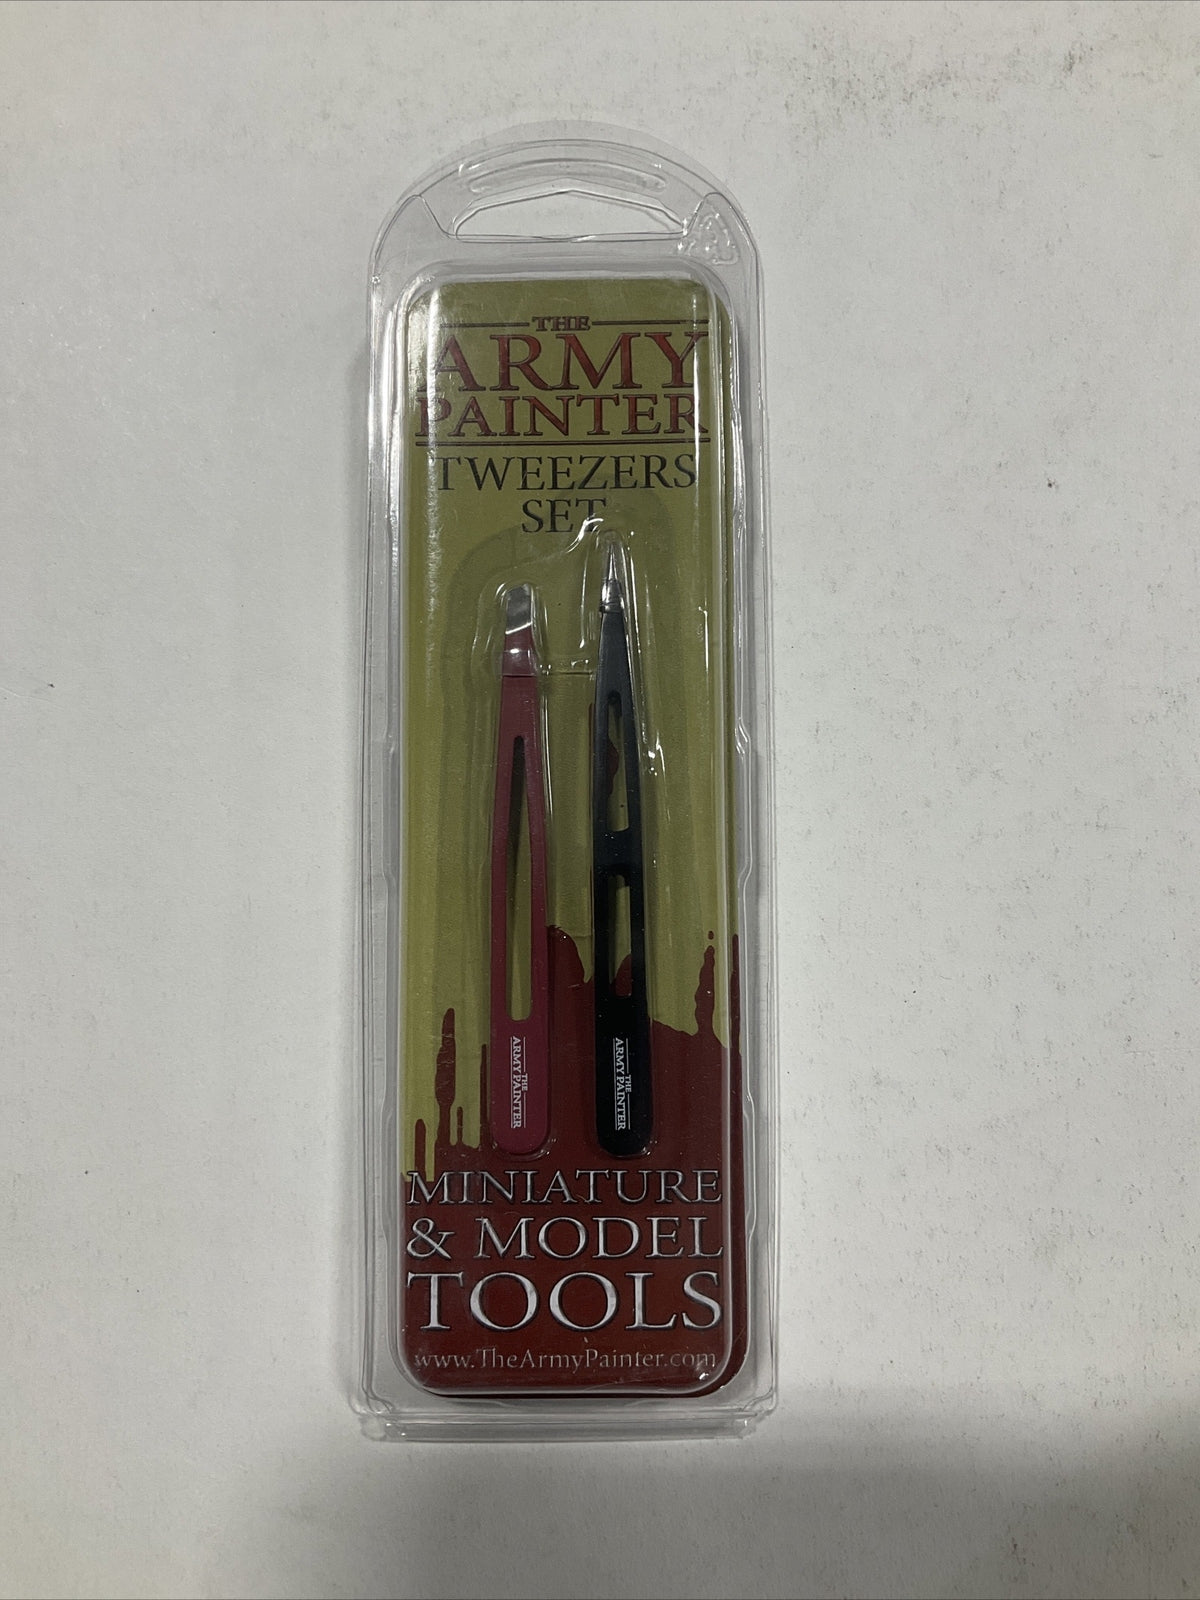 THE
ARMY
PAINTER
TWEEZERS
SET
THE
ARMY PAINTER
THE
ARMY PAINTER
MINIATURE
& MODEL
TOOLS
www.TheArmyPainter.com